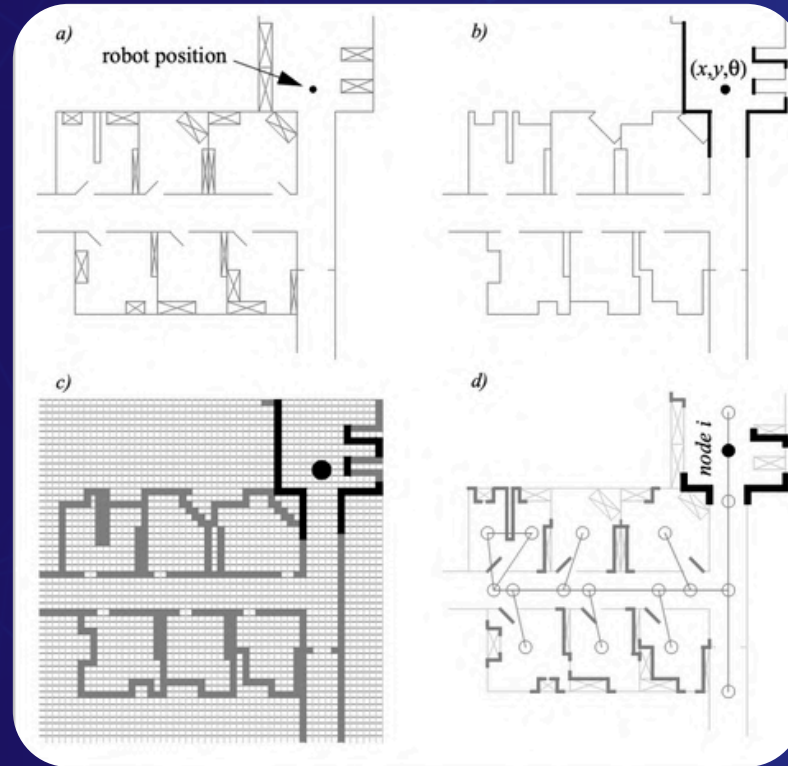 a)
robot position
b)
(x,y,θ)
c)
d)
node i